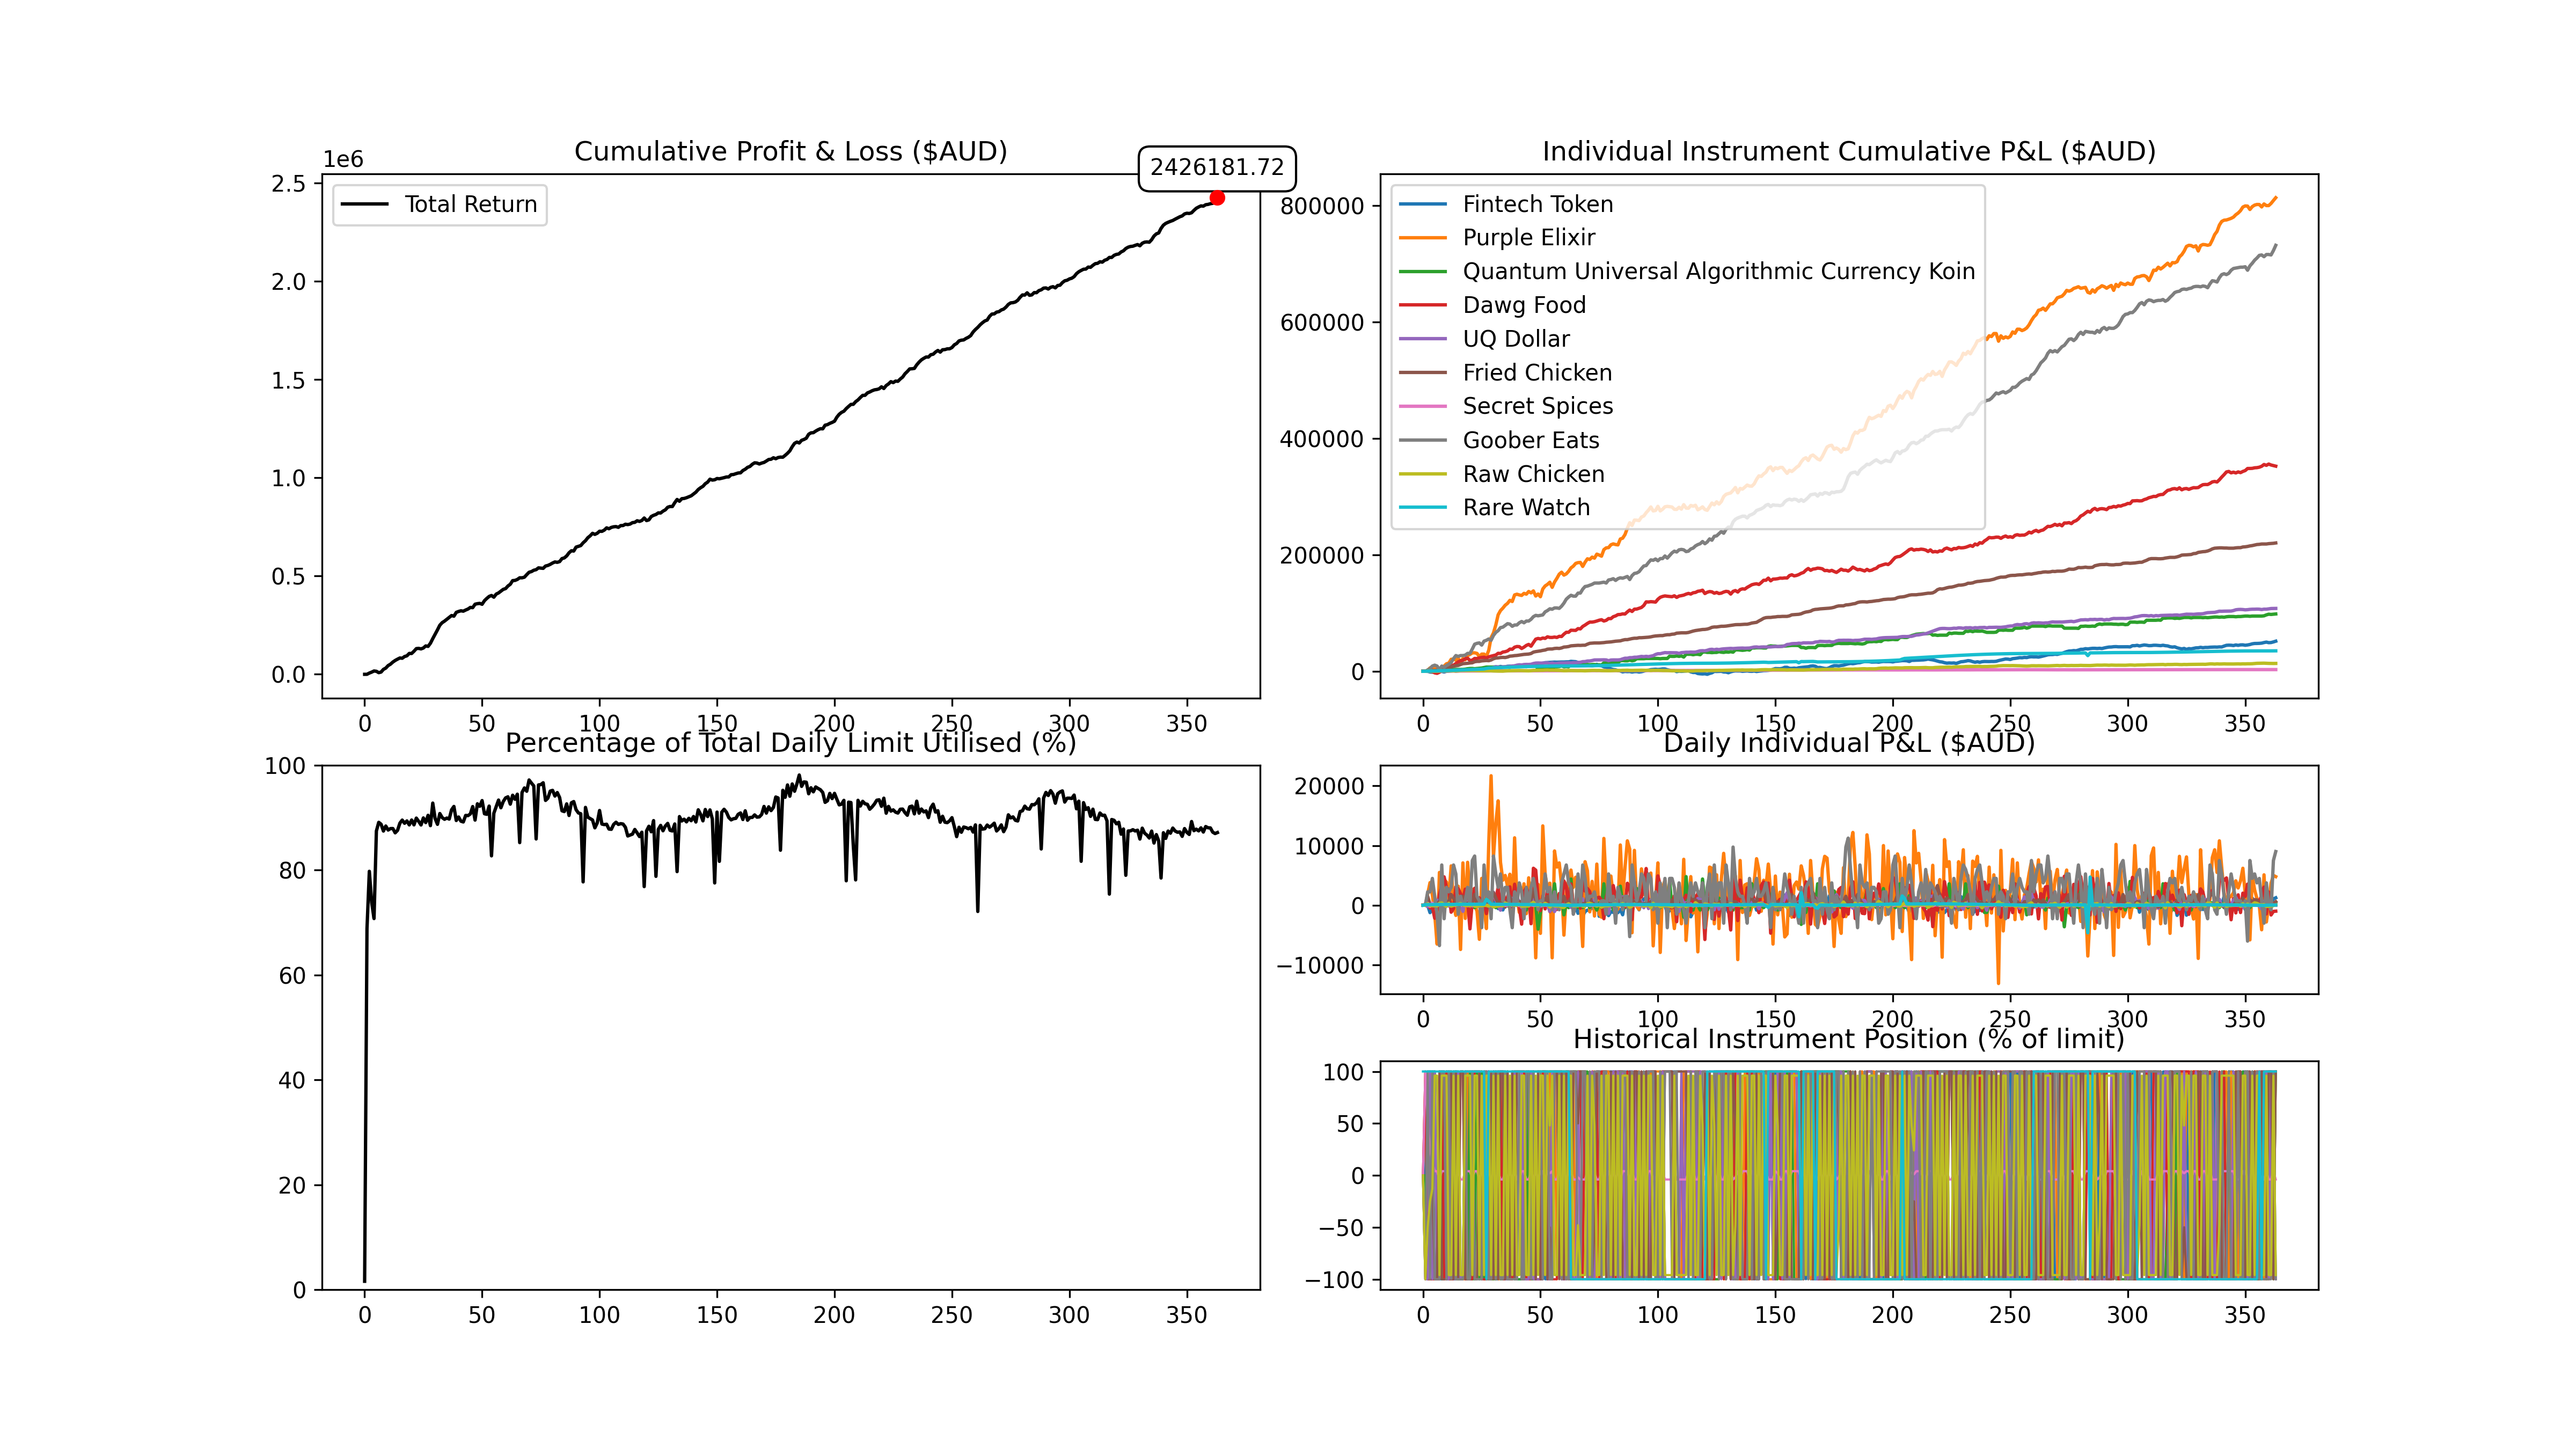 Cumulative Profit & Loss ($AUD)
1e6
2426181.72
Total Return
2.5
2.0
1.5
1.0
0.5
0.0
0 50 100 150 200 250 300 350
Individual Instrument Cumulative P&L ($AUD)
Fintech Token
Purple Elixir
Quantum Universal Algorithmic Currency Koin
Dawg Food
UQ Dollar
Fried Chicken
Secret Spices
Goober Eats
Raw Chicken
Rare Watch
800000
600000
400000
200000
0
0 50 100 150 200 250 300 350
Percentage of Total Daily Limit Utilised (%)
100
80
60
40
20
0
0 50 100 150 200 250 300 350
Daily Individual P&L ($AUD)
20000
10000
0
−10000
0 50 100 150 200 250 300 350
Historical Instrument Position (% of limit)
100
50
0
−50
−100
0 50 100 150 200 250 300 350